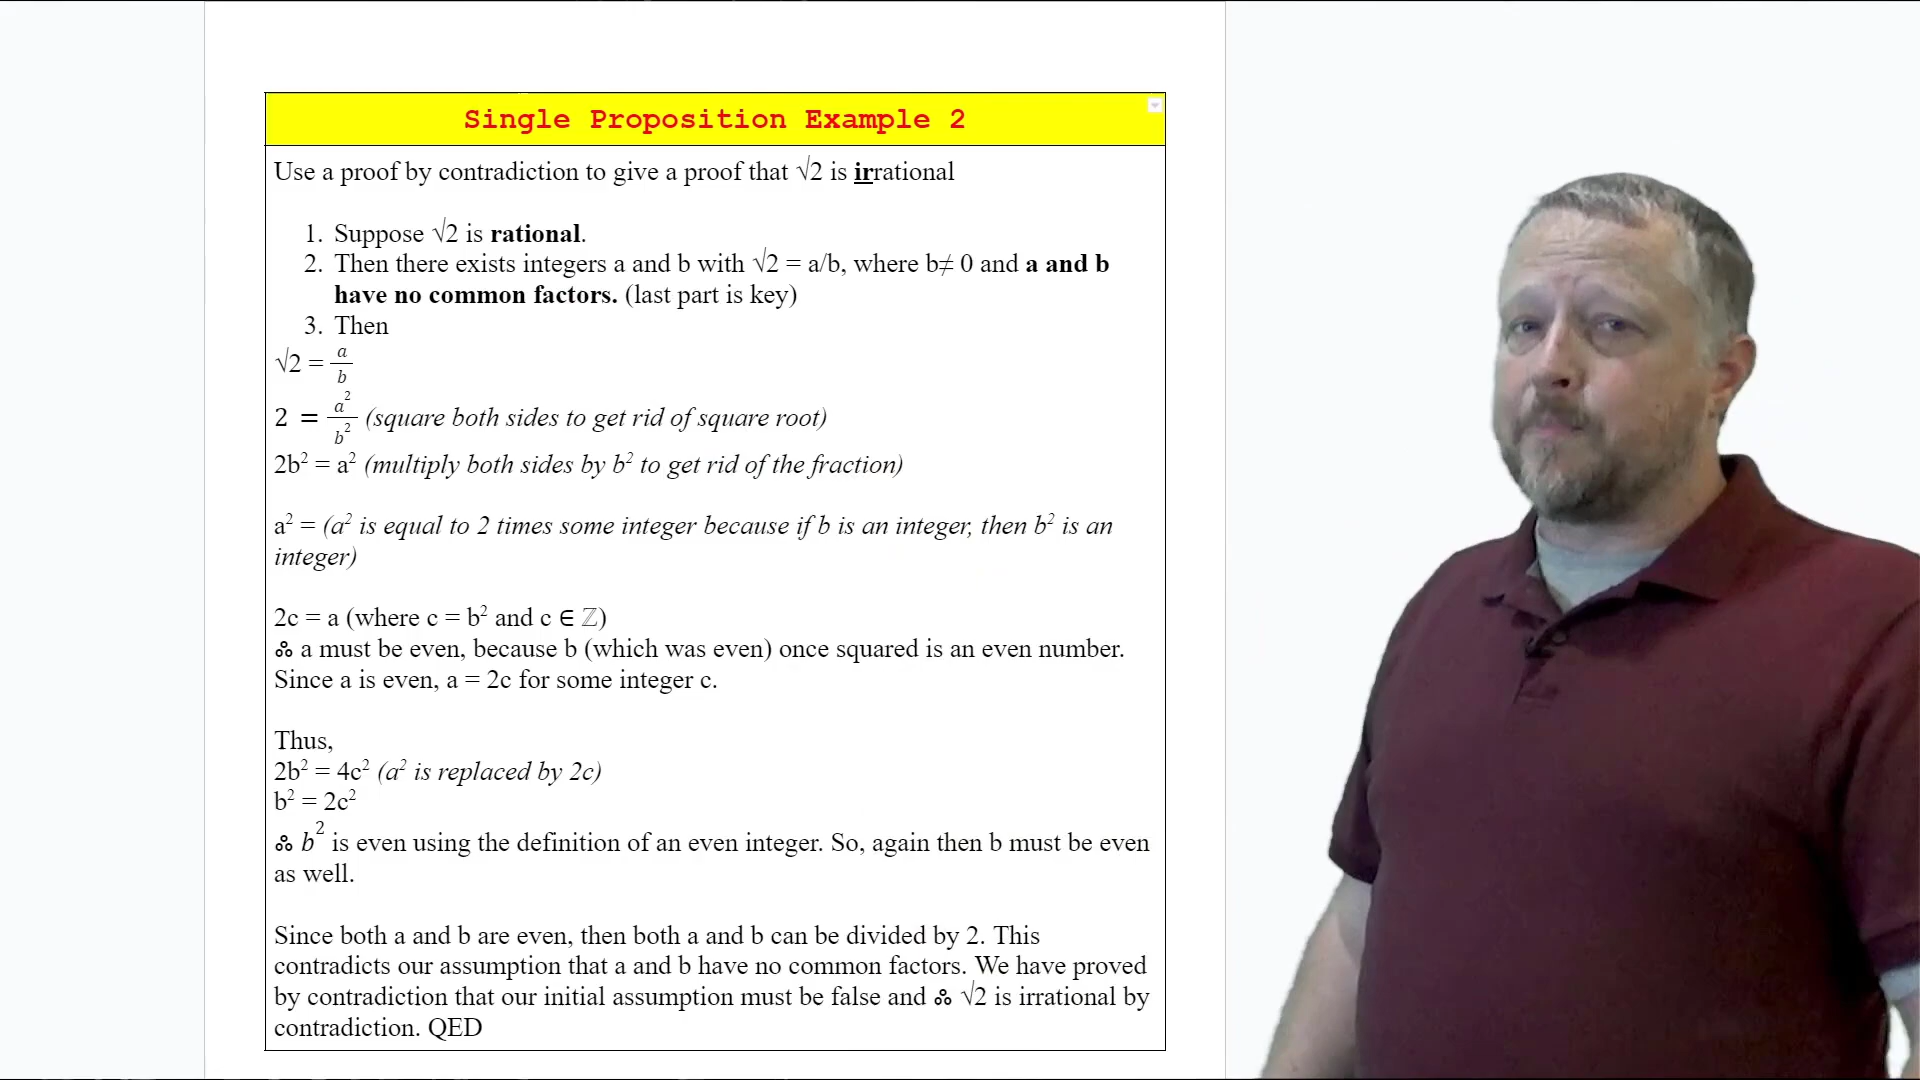 Single Proposition Example 2
Use a proof by contradiction to give a proof that √2 is irrational
1. Suppose √2 is rational.
2. Then there exists integers a and b with √2 = a/b, where b≠ 0 and a and b
have no common factors. (last part is key)
3. Then
√2 = a/b
2 = a²/b² (square both sides to get rid of square root)
2b² = a² (multiply both sides by b² to get rid of the fraction)
a² = (a² is equal to 2 times some integer because if b is an integer, then b² is an
integer)
2c = a (where c = b² and c ∈ ℤ)
ஃ a must be even, because b (which was even) once squared is an even number.
Since a is even, a = 2c for some integer c.
Thus,
2b² = 4c² (a² is replaced by 2c)
b² = 2c²
ஃ b² is even using the definition of an even integer. So, again then b must be even
as well.
Since both a and b are even, then both a and b can be divided by 2. This
contradicts our assumption that a and b have no common factors. We have proved
by contradiction that our initial assumption must be false and ஃ √2 is irrational by
contradiction. QED